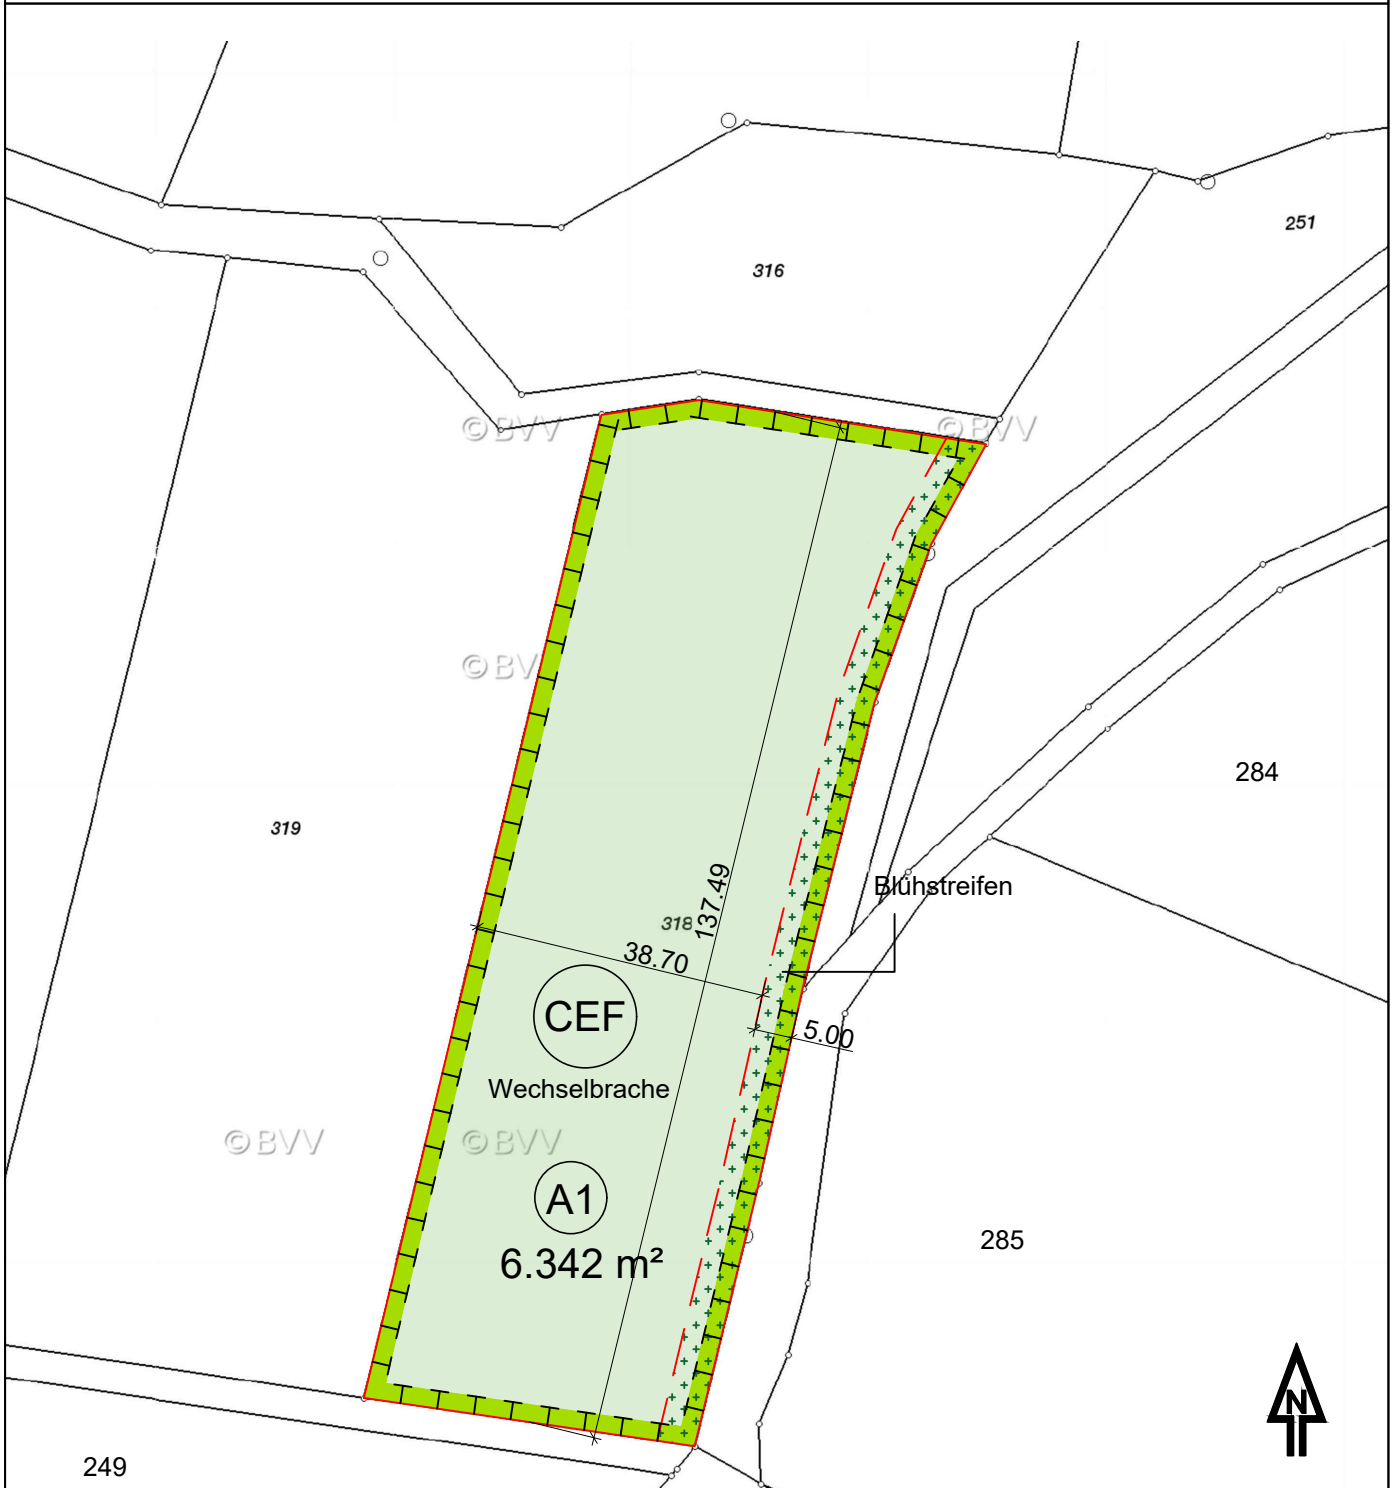 251
316
©BVV
©BVV
©BV
284
319
Blühstreifen
137.49
318
38.70
CEF
5.00
Wechselbrache
©BVV
©BVV
A1
285
6.342 m²
N
249